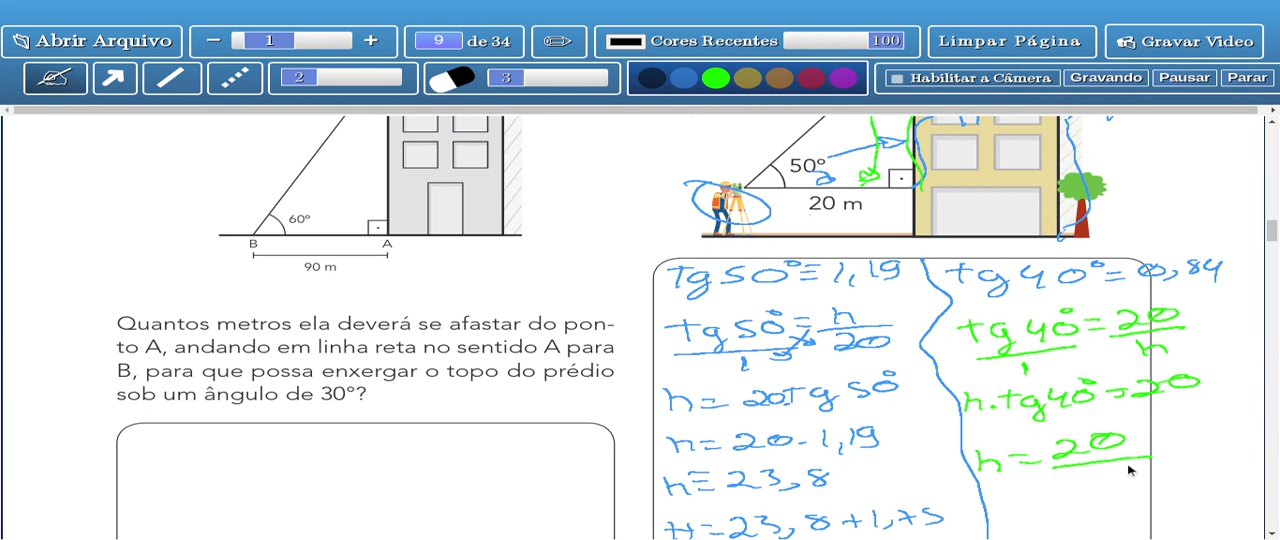 Abrir Arquivo
− 1 +
9 de 34
Cores Recentes 100
Limpar Página
Gravar Video
2
3
Habilitar a Câmera
Gravando
Pausar
Parar
60°
B A
90 m
50°
20 m
Quantos metros ela deverá se afastar do pon-
to A, andando em linha reta no sentido A para
B, para que possa enxergar o topo do prédio
sob um ângulo de 30°?
Tg 50° = 1,19
tg 50° = h
1 20
h = 20.Tg 50°
h = 20 . 1,19
h = 23,8
H = 23,8 + 1,75
tg 40° = 0,84
tg 40° = 20
1 h
h.tg 40° = 20
h = 20